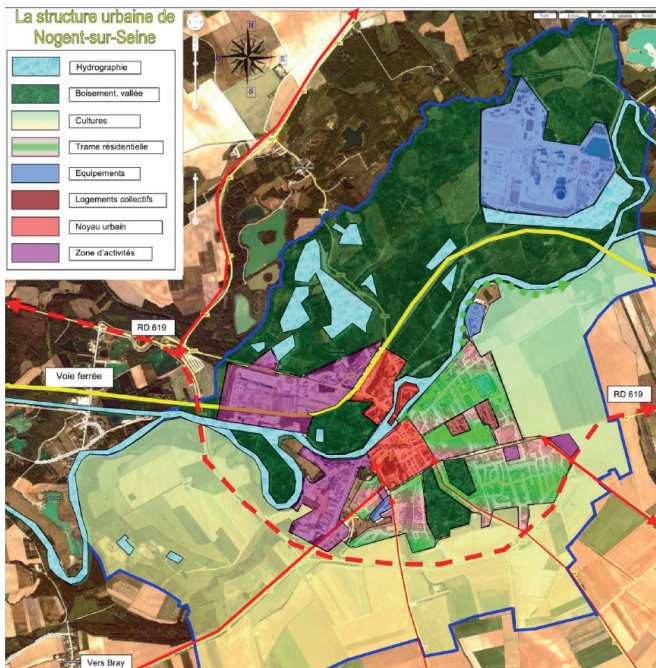 La structure urbaine de
Nogent-sur-Seine
Hydrographie
Boisement, vallée
Cultures
Trame résidentielle
Equipements
Logements collectifs
Noyau urbain
Zone d'activités
N
E
S
RD 619
Voie ferrée
RD 619
Vers Bray